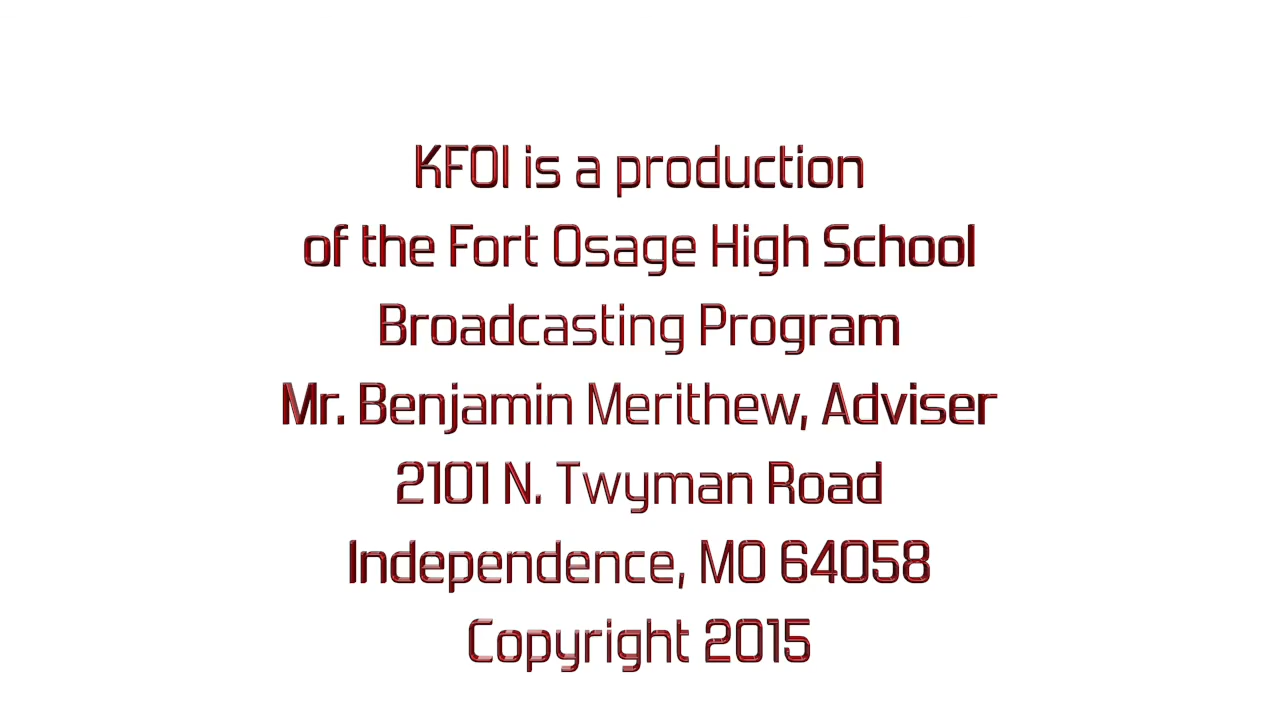 KFOI is a production
of the Fort Osage High School
Broadcasting Program
Mr. Benjamin Merithew, Adviser
2101 N. Twyman Road
Independence, MO 64058
Copyright 2015